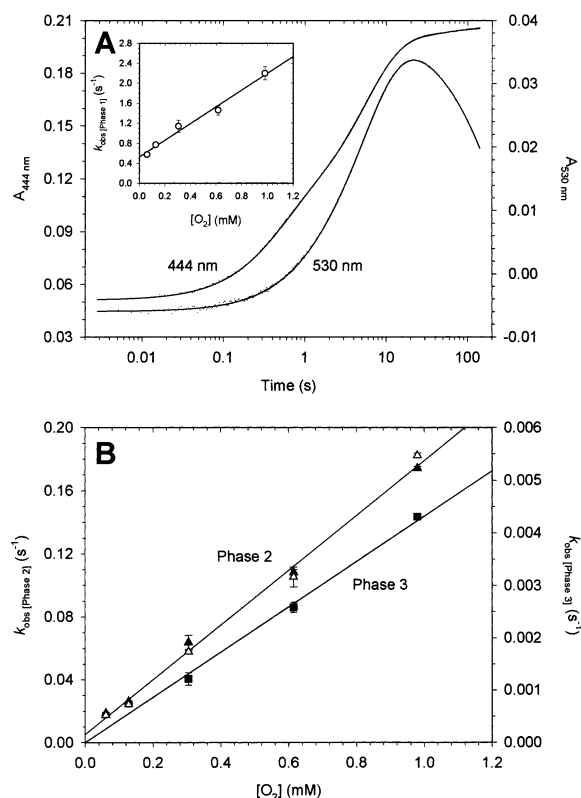 A
0.21
0.18
0.15
0.12
0.09
0.06
0.03
A444 nm
0.04
0.03
0.02
0.01
0.00
-0.01
A530 nm
2.8
2.4
2.0
1.6
1.2
0.8
0.4
0.0
kobs [Phase 1] (s-1)
0.0 0.2 0.4 0.6 0.8 1.0 1.2
[O2] (mM)
444 nm
530 nm
0.01 0.1 1 10 100
Time (s)
B
0.20
0.16
0.12
0.08
0.04
0.00
kobs [Phase 2] (s-1)
0.006
0.005
0.004
0.003
0.002
0.001
0.000
kobs [Phase 3] (s-1)
Phase 2
Phase 3
0.0 0.2 0.4 0.6 0.8 1.0 1.2
[O2] (mM)